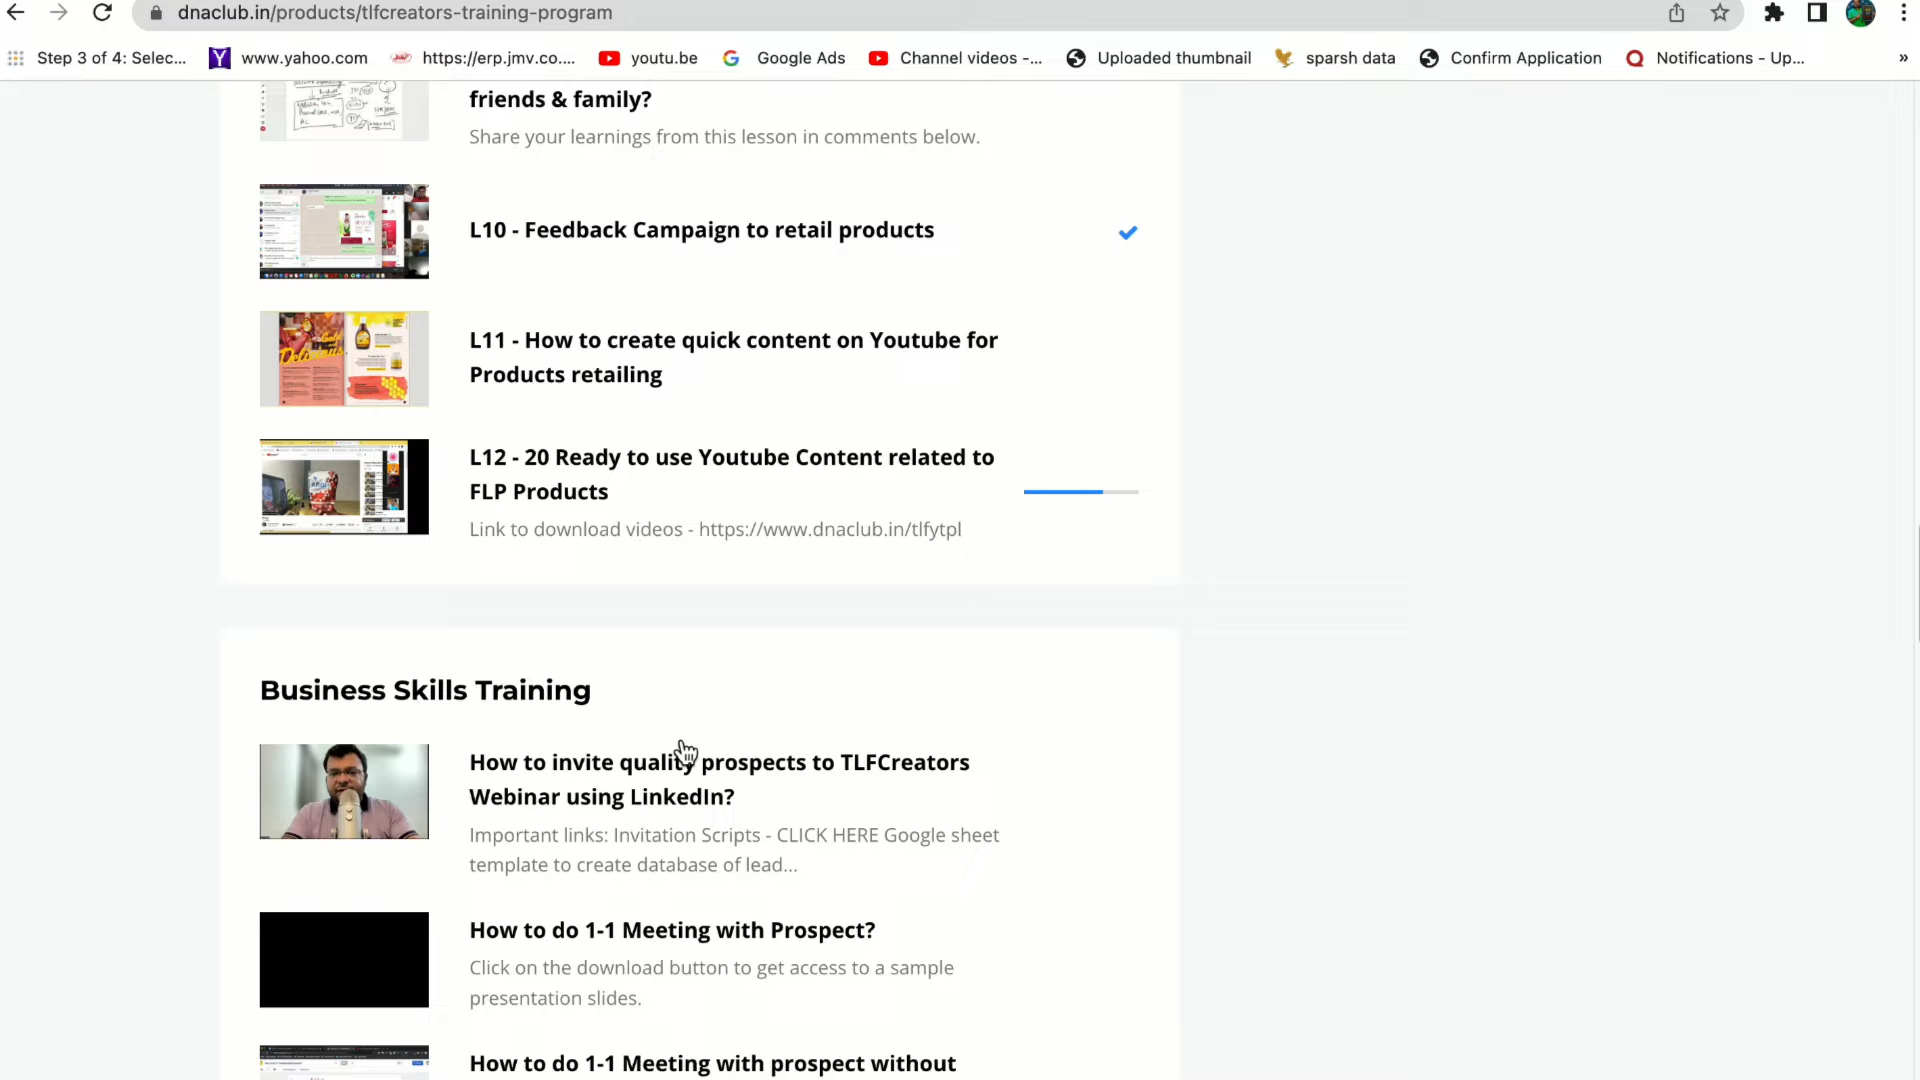 dnaclub.in/products/tlfcreators-training-program
Step 3 of 4: Selec... www.yahoo.com https://erp.jmv.co.... youtu.be Google Ads Channel videos -... Uploaded thumbnail sparsh data Confirm Application Notifications - Up... »
friends & family?
Share your learnings from this lesson in comments below.
L10 - Feedback Campaign to retail products
L11 - How to create quick content on Youtube for
Products retailing
L12 - 20 Ready to use Youtube Content related to
FLP Products
Link to download videos - https://www.dnaclub.in/tlfytpl
Business Skills Training
How to invite quality prospects to TLFCreators
Webinar using LinkedIn?
Important links: Invitation Scripts - CLICK HERE Google sheet
template to create database of lead...
How to do 1-1 Meeting with Prospect?
Click on the download button to get access to a sample
presentation slides.
How to do 1-1 Meeting with prospect without